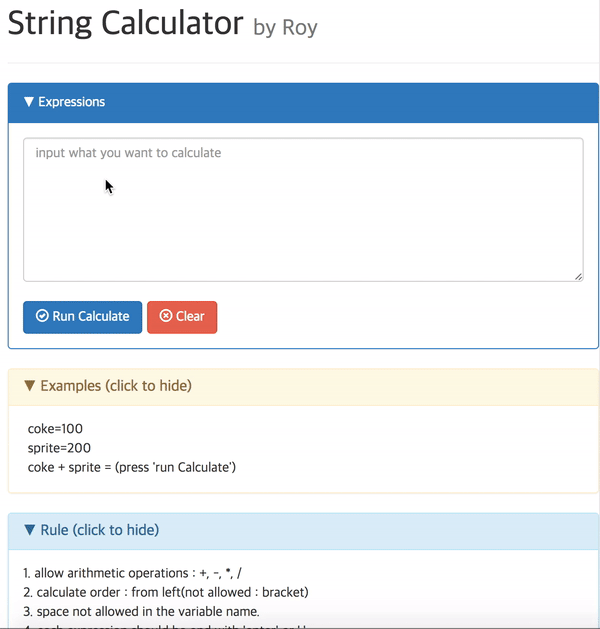 String Calculator by Roy
▼ Expressions
input what you want to calculate
Run Calculate
Clear
▼ Examples (click to hide)
coke=100
sprite=200
coke + sprite = (press 'run Calculate')
▼ Rule (click to hide)
1. allow arithmetic operations : +, -, *, /
2. calculate order : from left(not allowed : bracket)
3. space not allowed in the variable name.